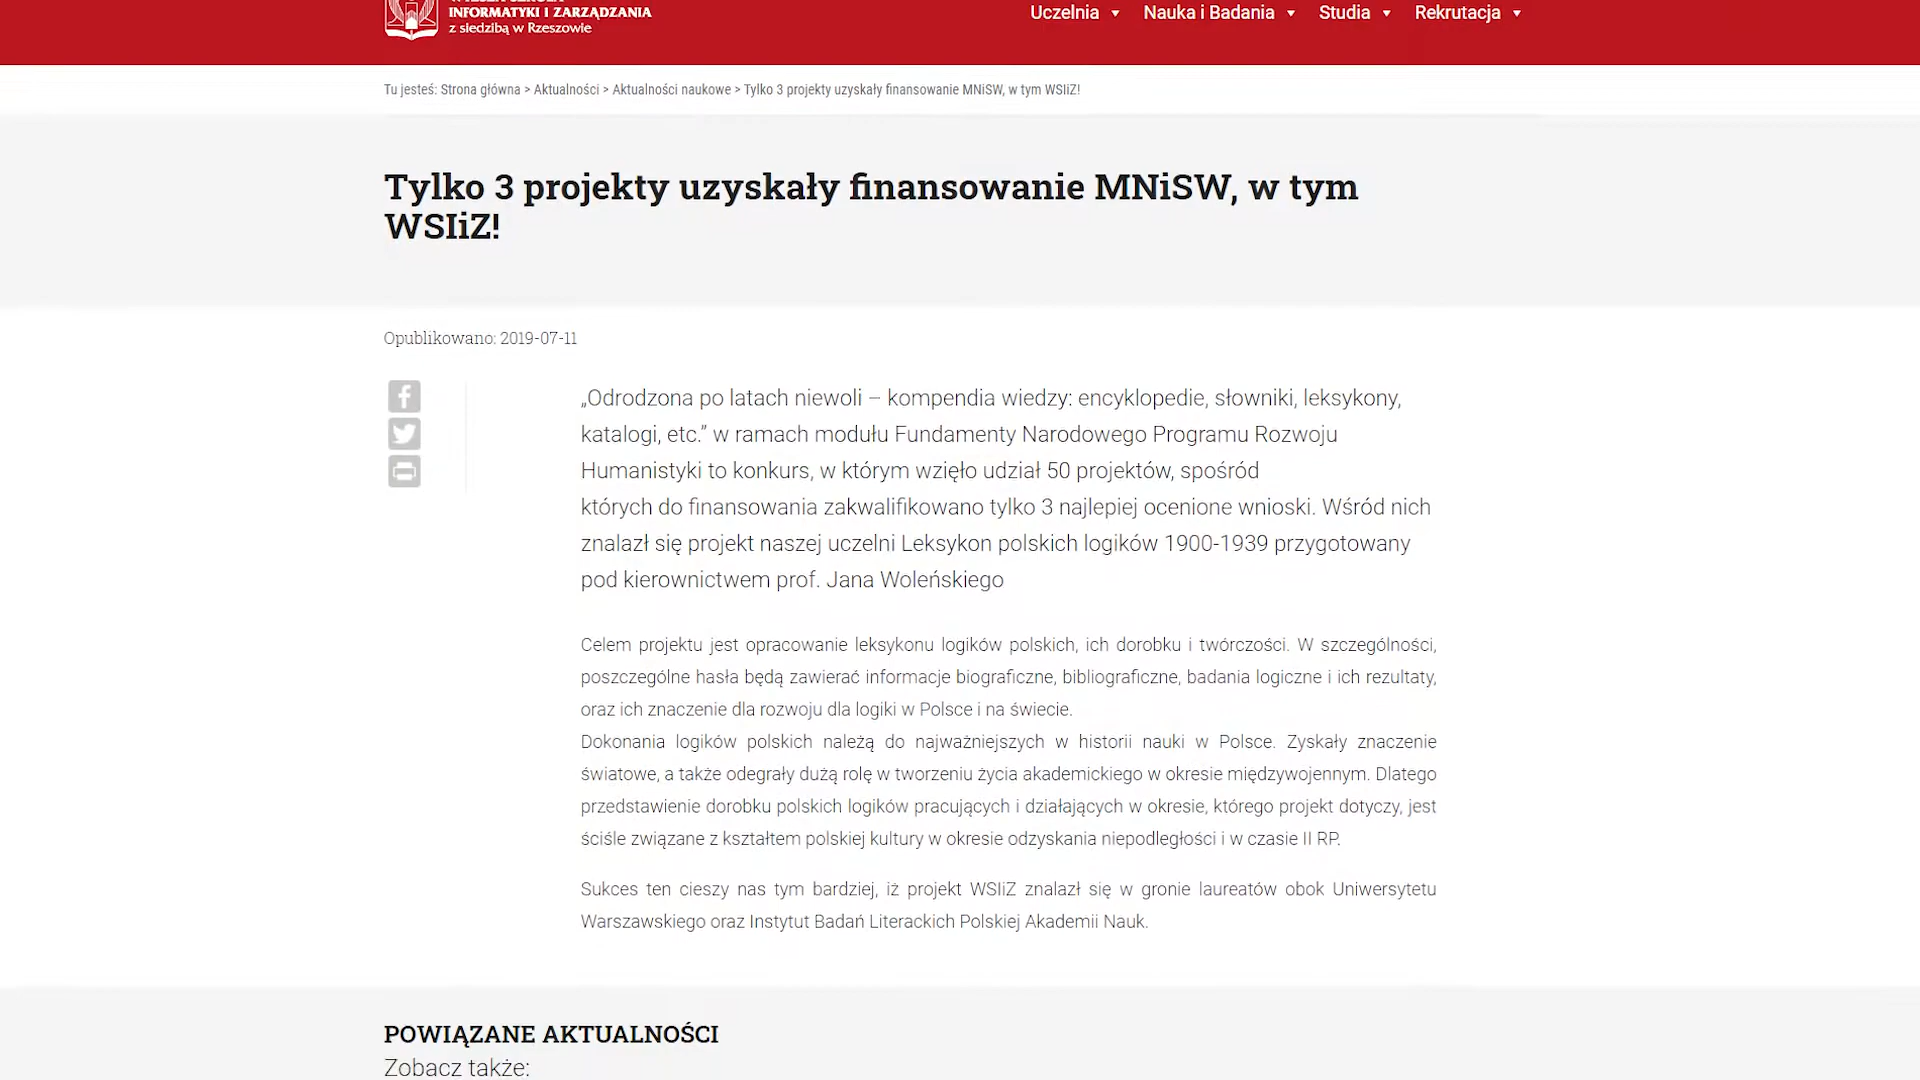 INFORMATYKI I ZARZĄDZANIA
z siedzibą w Rzeszowie
Uczelnia
Nauka i Badania
Studia
Rekrutacja
Tu jesteś: Strona główna > Aktualności > Aktualności naukowe > Tylko 3 projekty uzyskały finansowanie MNiSW, w tym WSIiZ!
Tylko 3 projekty uzyskały finansowanie MNiSW, w tym
WSIiZ!
Opublikowano: 2019-07-11
„Odrodzona po latach niewoli – kompendia wiedzy: encyklopedie, słowniki, leksykony,
katalogi, etc.” w ramach modułu Fundamenty Narodowego Programu Rozwoju
Humanistyki to konkurs, w którym wzięło udział 50 projektów, spośród
których do finansowania zakwalifikowano tylko 3 najlepiej ocenione wnioski. Wśród nich
znalazł się projekt naszej uczelni Leksykon polskich logików 1900-1939 przygotowany
pod kierownictwem prof. Jana Woleńskiego
Celem projektu jest opracowanie leksykonu logików polskich, ich dorobku i twórczości. W szczególności,
poszczególne hasła będą zawierać informacje biograficzne, bibliograficzne, badania logiczne i ich rezultaty,
oraz ich znaczenie dla rozwoju dla logiki w Polsce i na świecie.
Dokonania logików polskich należą do najważniejszych w historii nauki w Polsce. Zyskały znaczenie
światowe, a także odegrały dużą rolę w tworzeniu życia akademickiego w okresie międzywojennym. Dlatego
przedstawienie dorobku polskich logików pracujących i działających w okresie, którego projekt dotyczy, jest
ściśle związane z kształtem polskiej kultury w okresie odzyskania niepodległości i w czasie II RP.
Sukces ten cieszy nas tym bardziej, iż projekt WSIiZ znalazł się w gronie laureatów obok Uniwersytetu
Warszawskiego oraz Instytut Badań Literackich Polskiej Akademii Nauk.
POWIĄZANE AKTUALNOŚCI
Zobacz także: